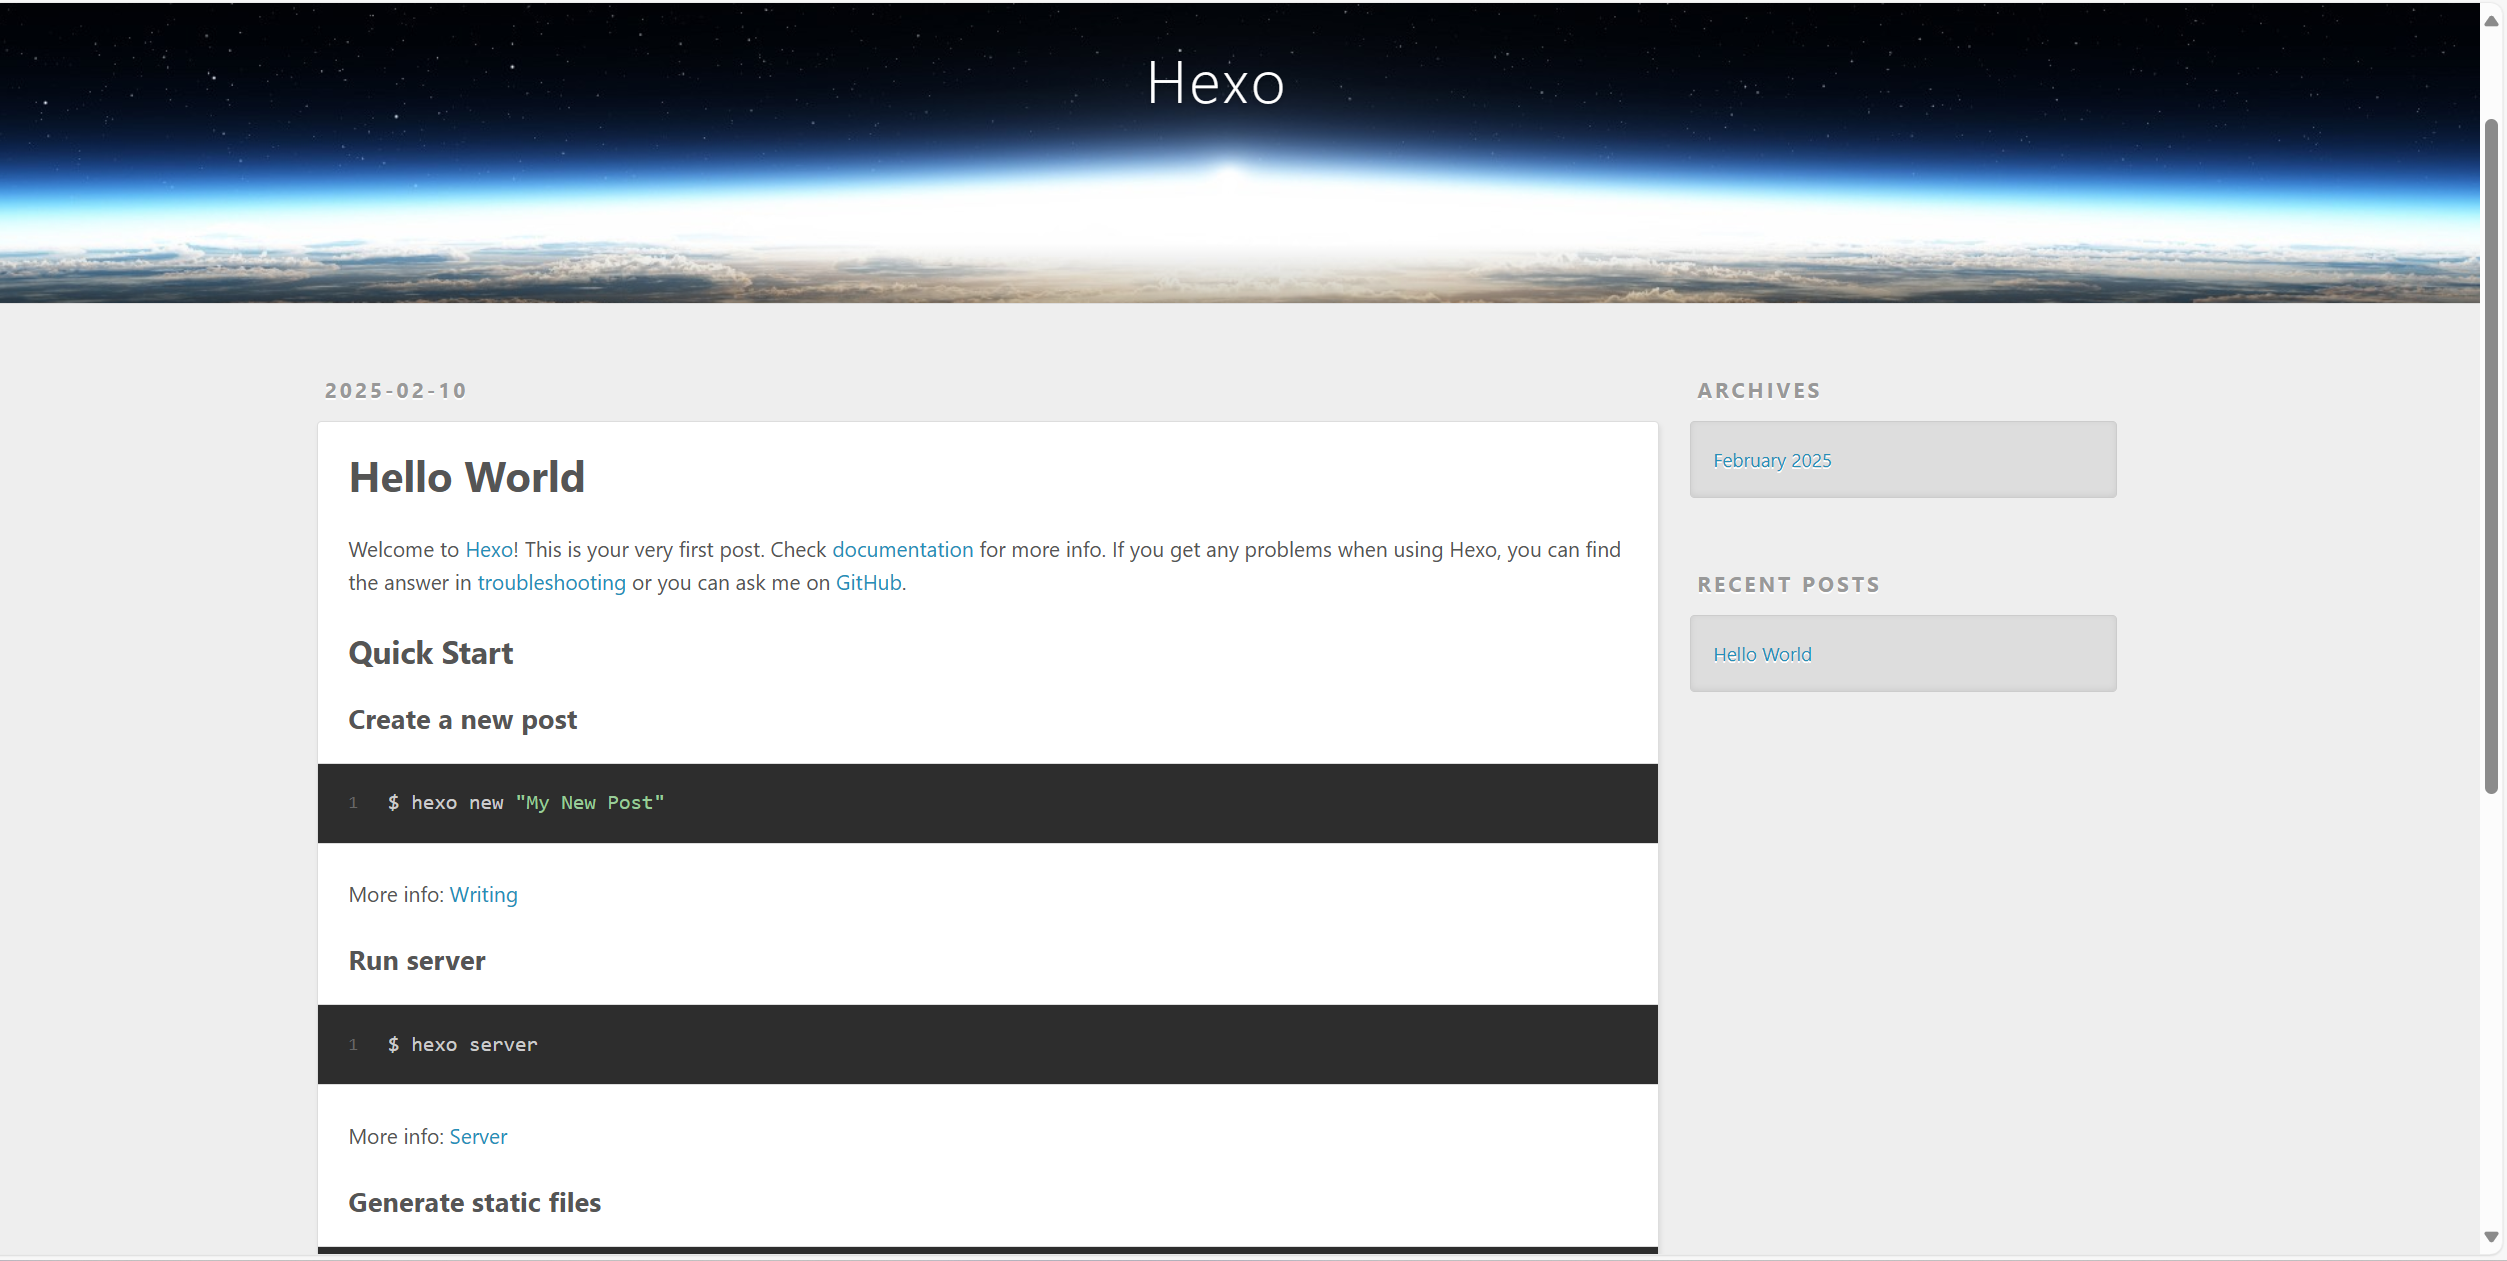 Hexo
2025-02-10
Hello World
Welcome to Hexo! This is your very first post. Check documentation for more info. If you get any problems when using Hexo, you can find
the answer in troubleshooting or you can ask me on GitHub.
Quick Start
Create a new post
1 $ hexo new "My New Post"
More info: Writing
Run server
1 $ hexo server
More info: Server
Generate static files
ARCHIVES
February 2025
RECENT POSTS
Hello World